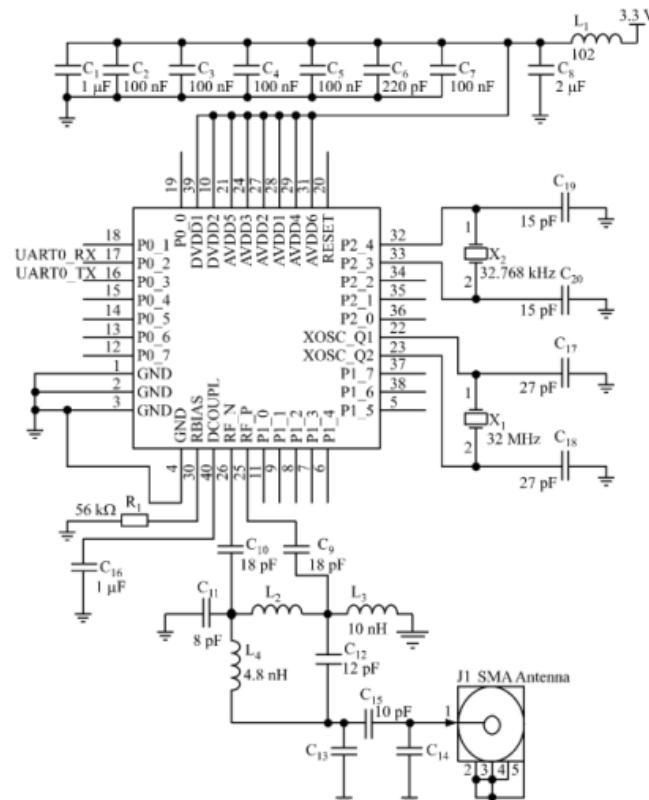 L1 3.3 V
102
C1 C2 C3 C4 C5 C6 C7 C8
1 μF 100 nF 100 nF 100 nF 100 nF 220 pF 100 nF 2 μF
19 39 10 21 24 27 28 29 31 20
P0_0 DVDD1 DVDD2 AVDD5 AVDD3 AVDD2 AVDD1 AVDD4 AVDD6 RESET
18 P0_1
UART0_RX 17 P0_2
UART0_TX 16 P0_3
15 P0_4
14 P0_5
13 P0_6
12 P0_7
1 GND
2 GND
3 GND
P2_4 32
P2_3 33
P2_2 34
P2_1 35
P2_0 36
XOSC_Q1 22
XOSC_Q2 23
P1_7 37
P1_6 38
P1_5 5
GND RBIAS DCOUPL RF_N RF_P P1_0 P1_1 P1_2 P1_3 P1_4
4 30 40 26 25 11 9 8 7 6
C19
15 pF
1
X2
32.768 kHz
2
C20
15 pF
C17
27 pF
1
X1
32 MHz
2
C18
27 pF
56 kΩ R1
C16
1 μF
C10
18 pF
C9
18 pF
C11
8 pF
L2
L3
10 nH
L4
4.8 nH
C12
12 pF
C15
10 pF
C13
C14
J1 SMA Antenna
1
2 3 4 5